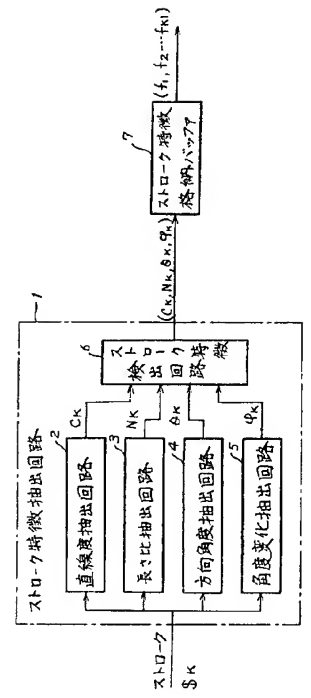 ストローク特徴抽出回路
1
ストローク
$K
直線度抽出回路
2
CK
長さ比抽出回路
3
NK
方向角度抽出回路
4
θK
角度変化抽出回路
5
φK
ストローク特徴検出回路
6
(CK, NK, θK, φK)
ストローク特徴格納バッファ
7
(f1, f2…fK1)